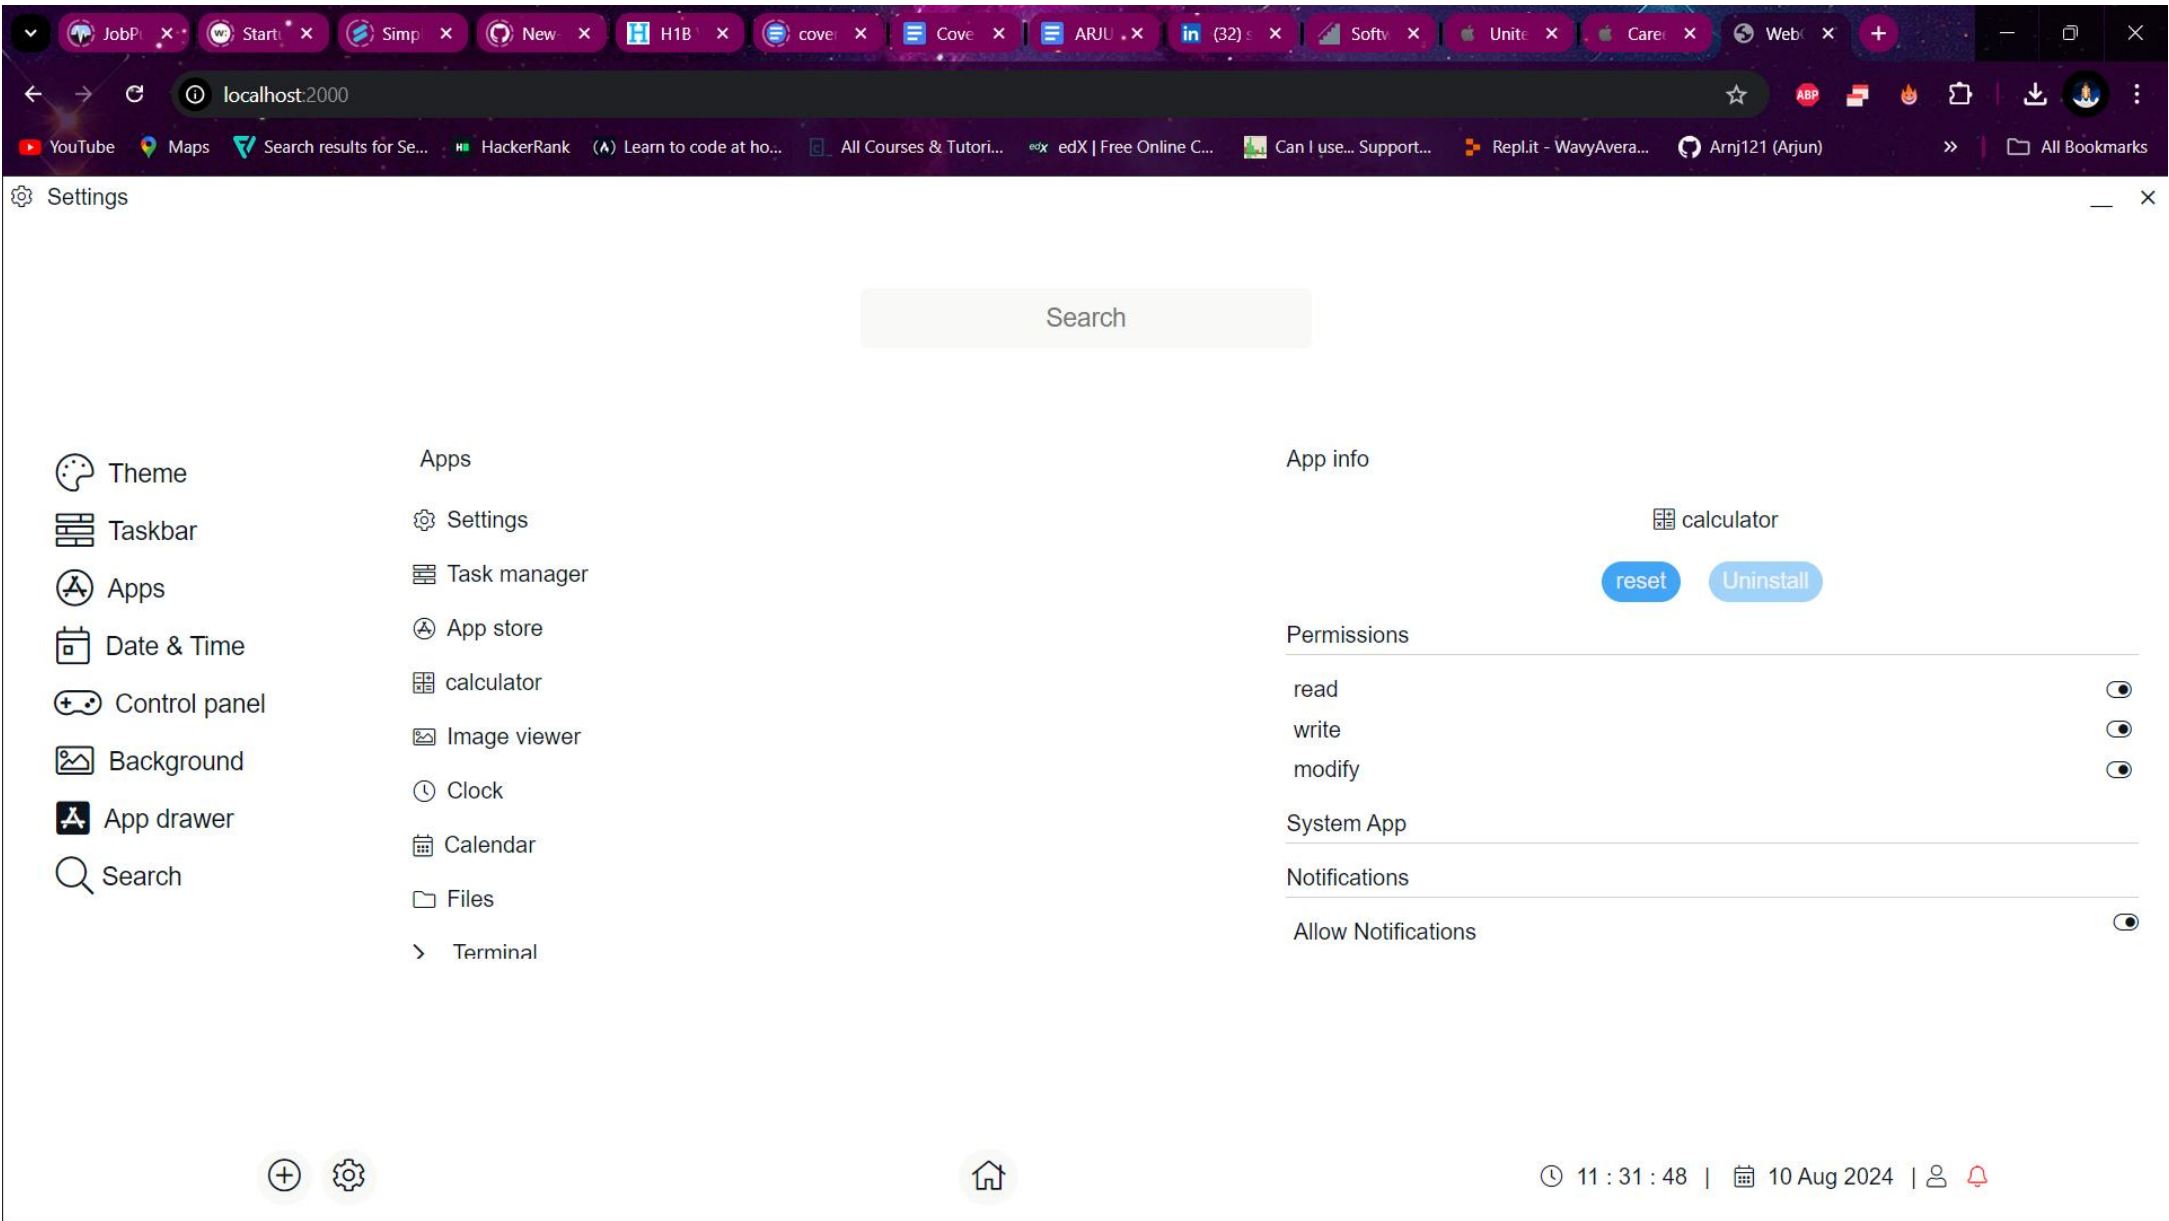 JobP
Start
Simp
New-
H1B
cover
Cove
ARJU
in (32) s
Softw
Unite
Care
Web
localhost:2000
ABP
YouTube
Maps
Search results for Se...
HackerRank
Learn to code at ho...
All Courses & Tutori...
edX | Free Online C...
Can I use... Support...
Repl.it - WavyAvera...
Arnj121 (Arjun)
All Bookmarks
Settings
Search
Theme
Taskbar
Apps
Date & Time
Control panel
Background
App drawer
Search
Apps
Settings
Task manager
App store
calculator
Image viewer
Clock
Calendar
Files
Terminal
App info
calculator
reset
Uninstall
Permissions
read
write
modify
System App
Notifications
Allow Notifications
11 : 31 : 48 | 10 Aug 2024 |